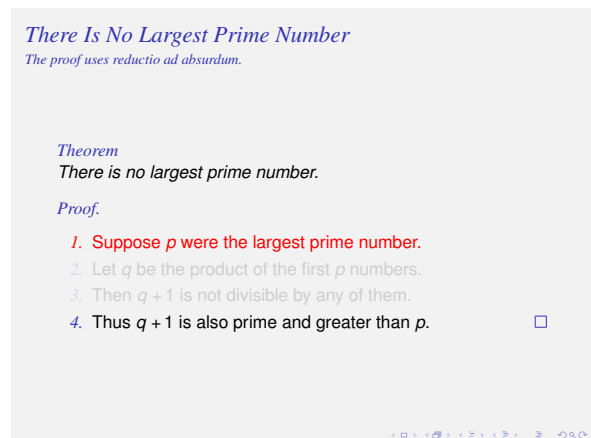 There Is No Largest Prime Number
The proof uses reductio ad absurdum.
Theorem
There is no largest prime number.
Proof.
1. Suppose p were the largest prime number.
2. Let q be the product of the first p numbers.
3. Then q + 1 is not divisible by any of them.
4. Thus q + 1 is also prime and greater than p. □